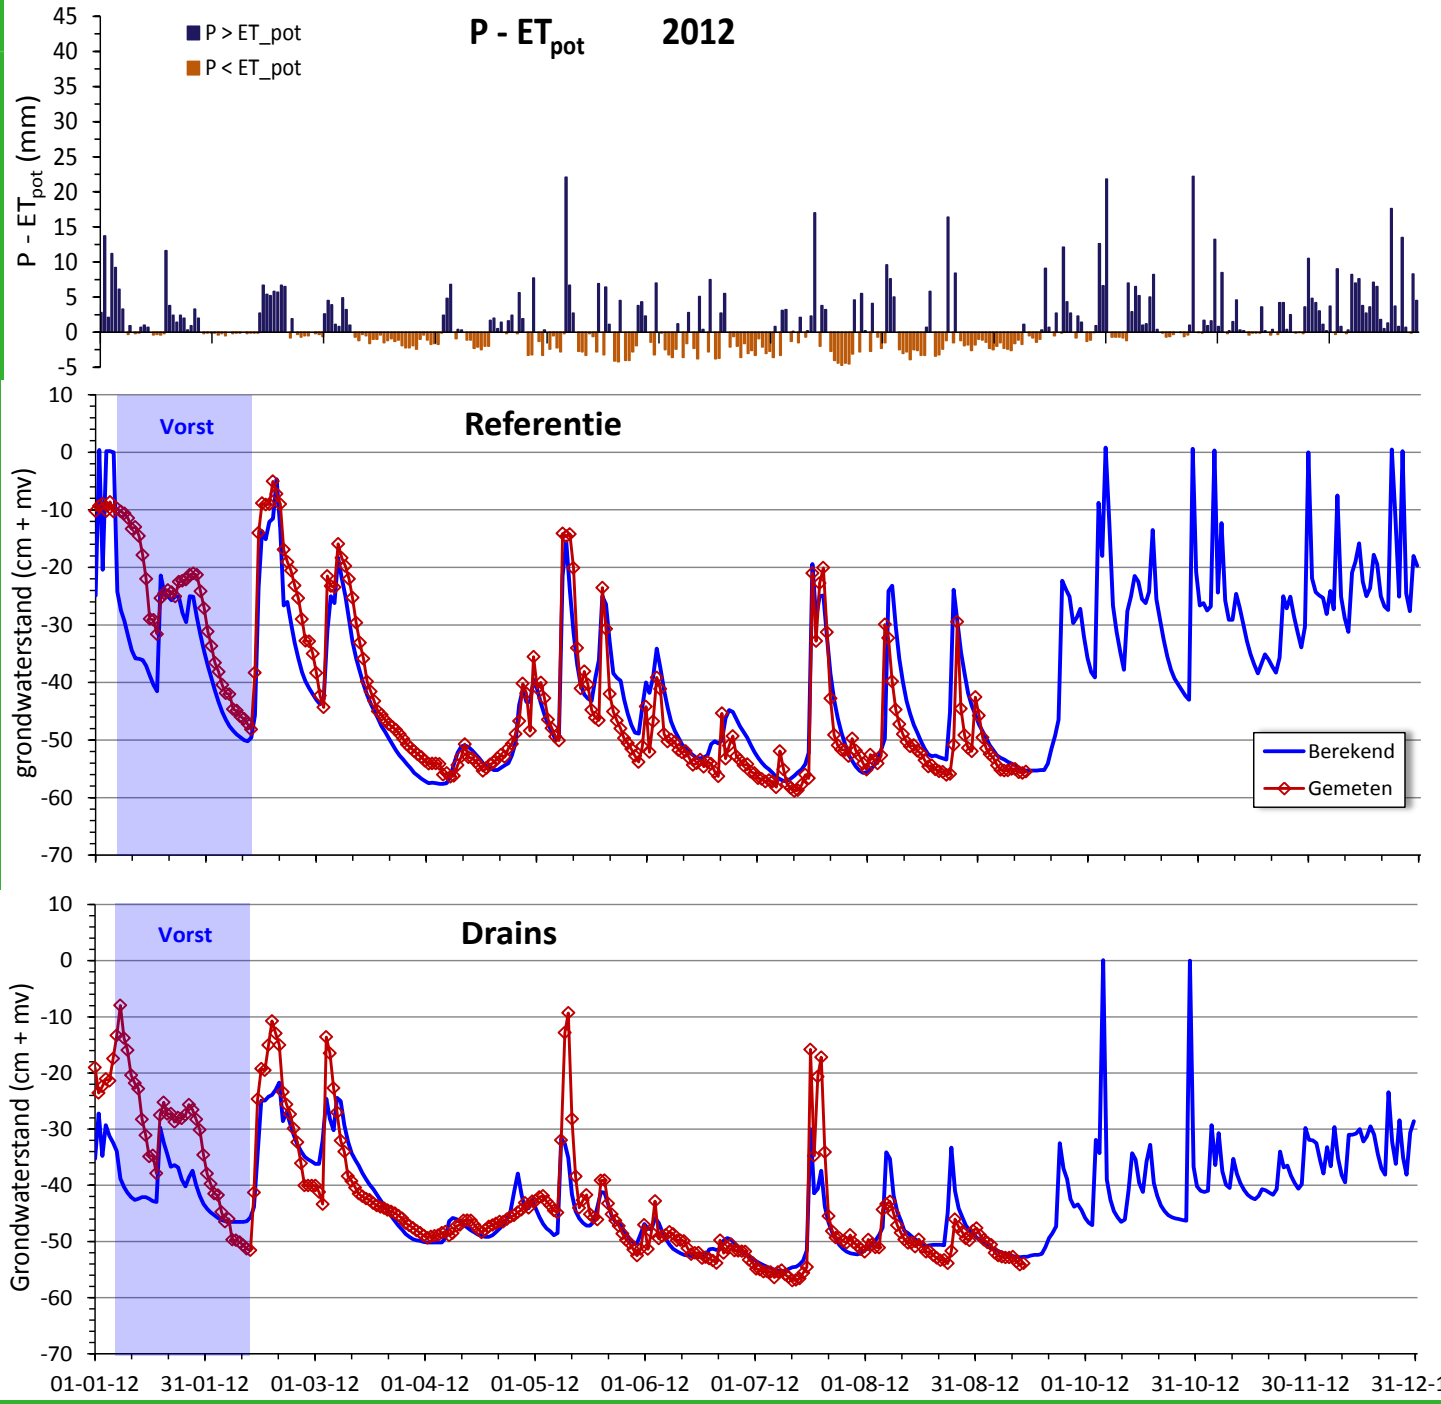 P - ETpot 2012
P > ET_pot
P < ET_pot
P - ETpot (mm)
45
40
35
30
25
20
15
10
5
0
-5
Referentie
Vorst
grondwaterstand (cm + mv)
10
0
-10
-20
-30
-40
-50
-60
-70
Berekend
Gemeten
Drains
Vorst
Grondwaterstand (cm + mv)
10
0
-10
-20
-30
-40
-50
-60
-70
01-01-12 31-01-12 01-03-12 01-04-12 01-05-12 01-06-12 01-07-12 01-08-12 31-08-12 01-10-12 31-10-12 30-11-12 31-12-1